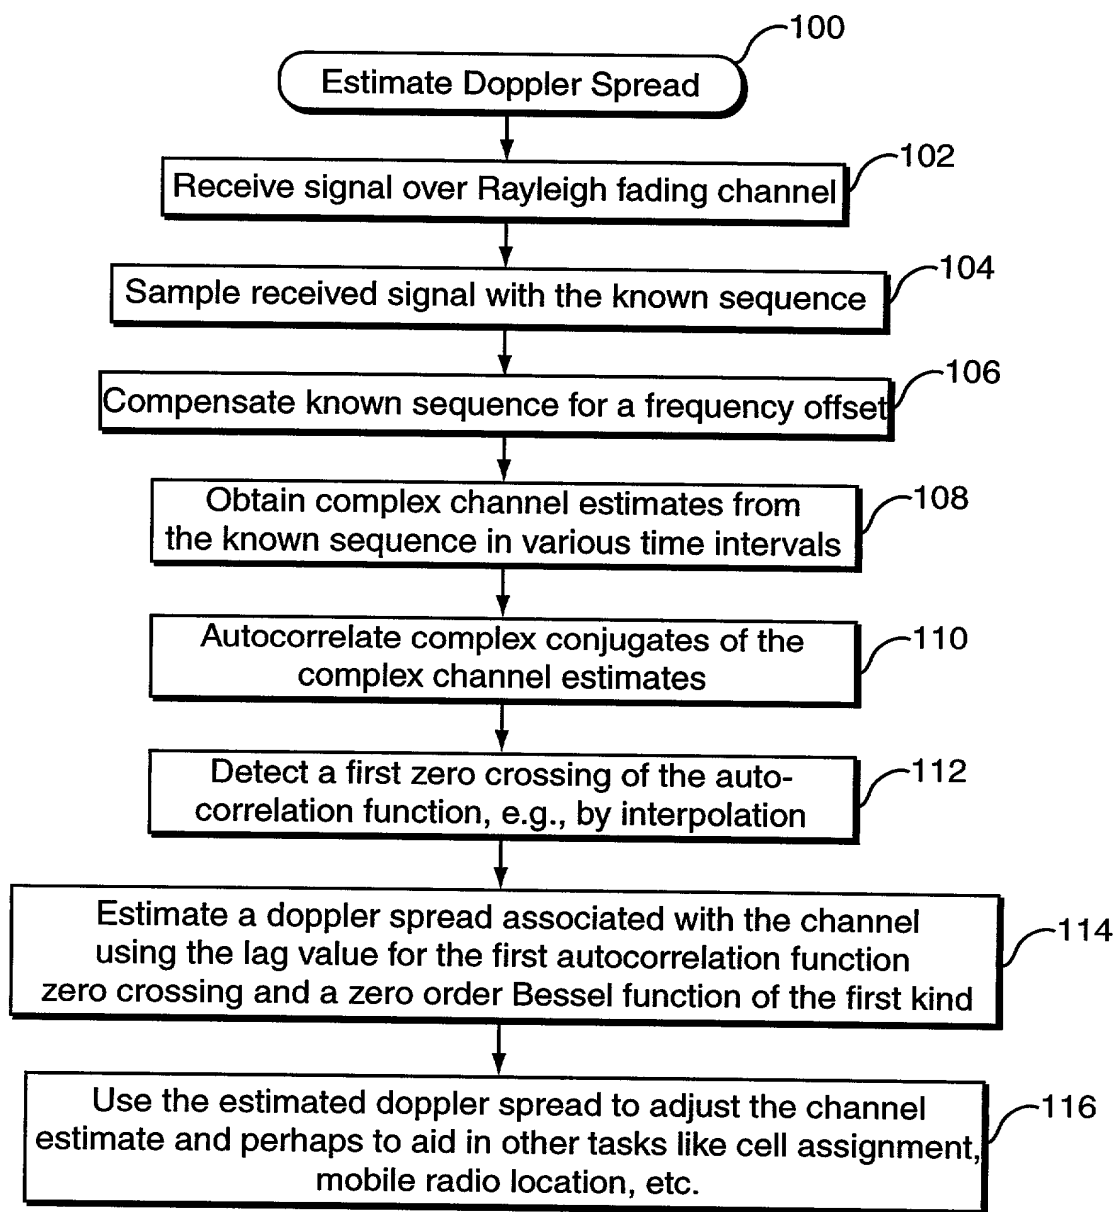 100
Estimate Doppler Spread
102
Receive signal over Rayleigh fading channel
104
Sample received signal with the known sequence
106
Compensate known sequence for a frequency offset
108
Obtain complex channel estimates from
the known sequence in various time intervals
110
Autocorrelate complex conjugates of the
complex channel estimates
112
Detect a first zero crossing of the auto-
correlation function, e.g., by interpolation
114
Estimate a doppler spread associated with the channel
using the lag value for the first autocorrelation function
zero crossing and a zero order Bessel function of the first kind
116
Use the estimated doppler spread to adjust the channel
estimate and perhaps to aid in other tasks like cell assignment,
mobile radio location, etc.